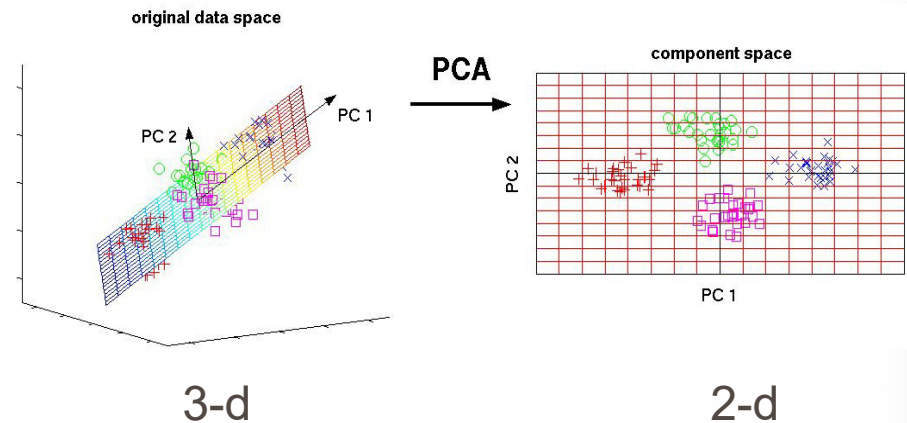 original data space
PC 1
PC 2
3-d
PCA
component space
PC 2
PC 1
2-d